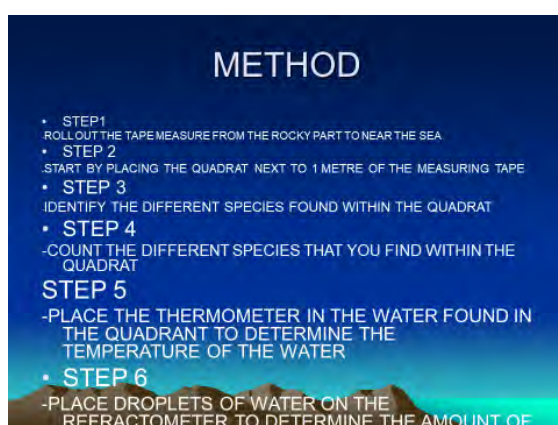 METHOD
• STEP1
-ROLL OUT THE TAPE MEASURE FROM THE ROCKY PART TO NEAR THE SEA
• STEP 2
-START BY PLACING THE QUADRAT NEXT TO 1 METRE OF THE MEASURING TAPE
• STEP 3
-IDENTIFY THE DIFFERENT SPECIES FOUND WITHIN THE QUADRAT
• STEP 4
-COUNT THE DIFFERENT SPECIES THAT YOU FIND WITHIN THE
QUADRAT
STEP 5
-PLACE THE THERMOMETER IN THE WATER FOUND IN
THE QUADRANT TO DETERMINE THE
TEMPERATURE OF THE WATER
• STEP 6
-PLACE DROPLETS OF WATER ON THE
REFRACTOMETER TO DETERMINE THE AMOUNT OF